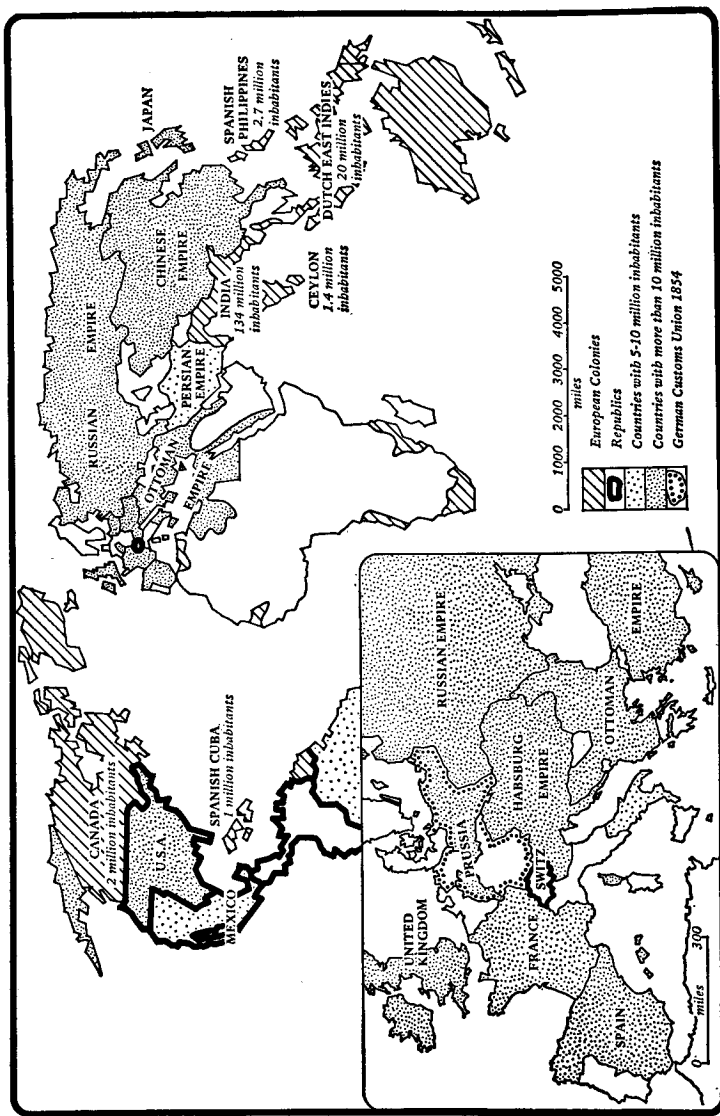 CANADA
2 million inhabitants
U.S.A.
MEXICO
SPANISH CUBA
1 million inhabitants
RUSSIAN
EMPIRE
OTTOMAN
EMPIRE
PERSIAN
EMPIRE
CHINESE
EMPIRE
JAPAN
INDIA
134 million
inhabitants
CEYLON
1.4 million
inhabitants
SPANISH
PHILIPPINES
2.7 million
inhabitants
DUTCH EAST INDIES
20 million
inhabitants
UNITED
KINGDOM
PRUSSIA
RUSSIAN EMPIRE
FRANCE
SWITZ
HABSBURG
EMPIRE
OTTOMAN
EMPIRE
SPAIN
0 300
miles
0 1000 2000 3000 4000 5000
miles
European Colonies
Republics
Countries with 5-10 million inhabitants
Countries with more than 10 million inhabitants
German Customs Union 1854